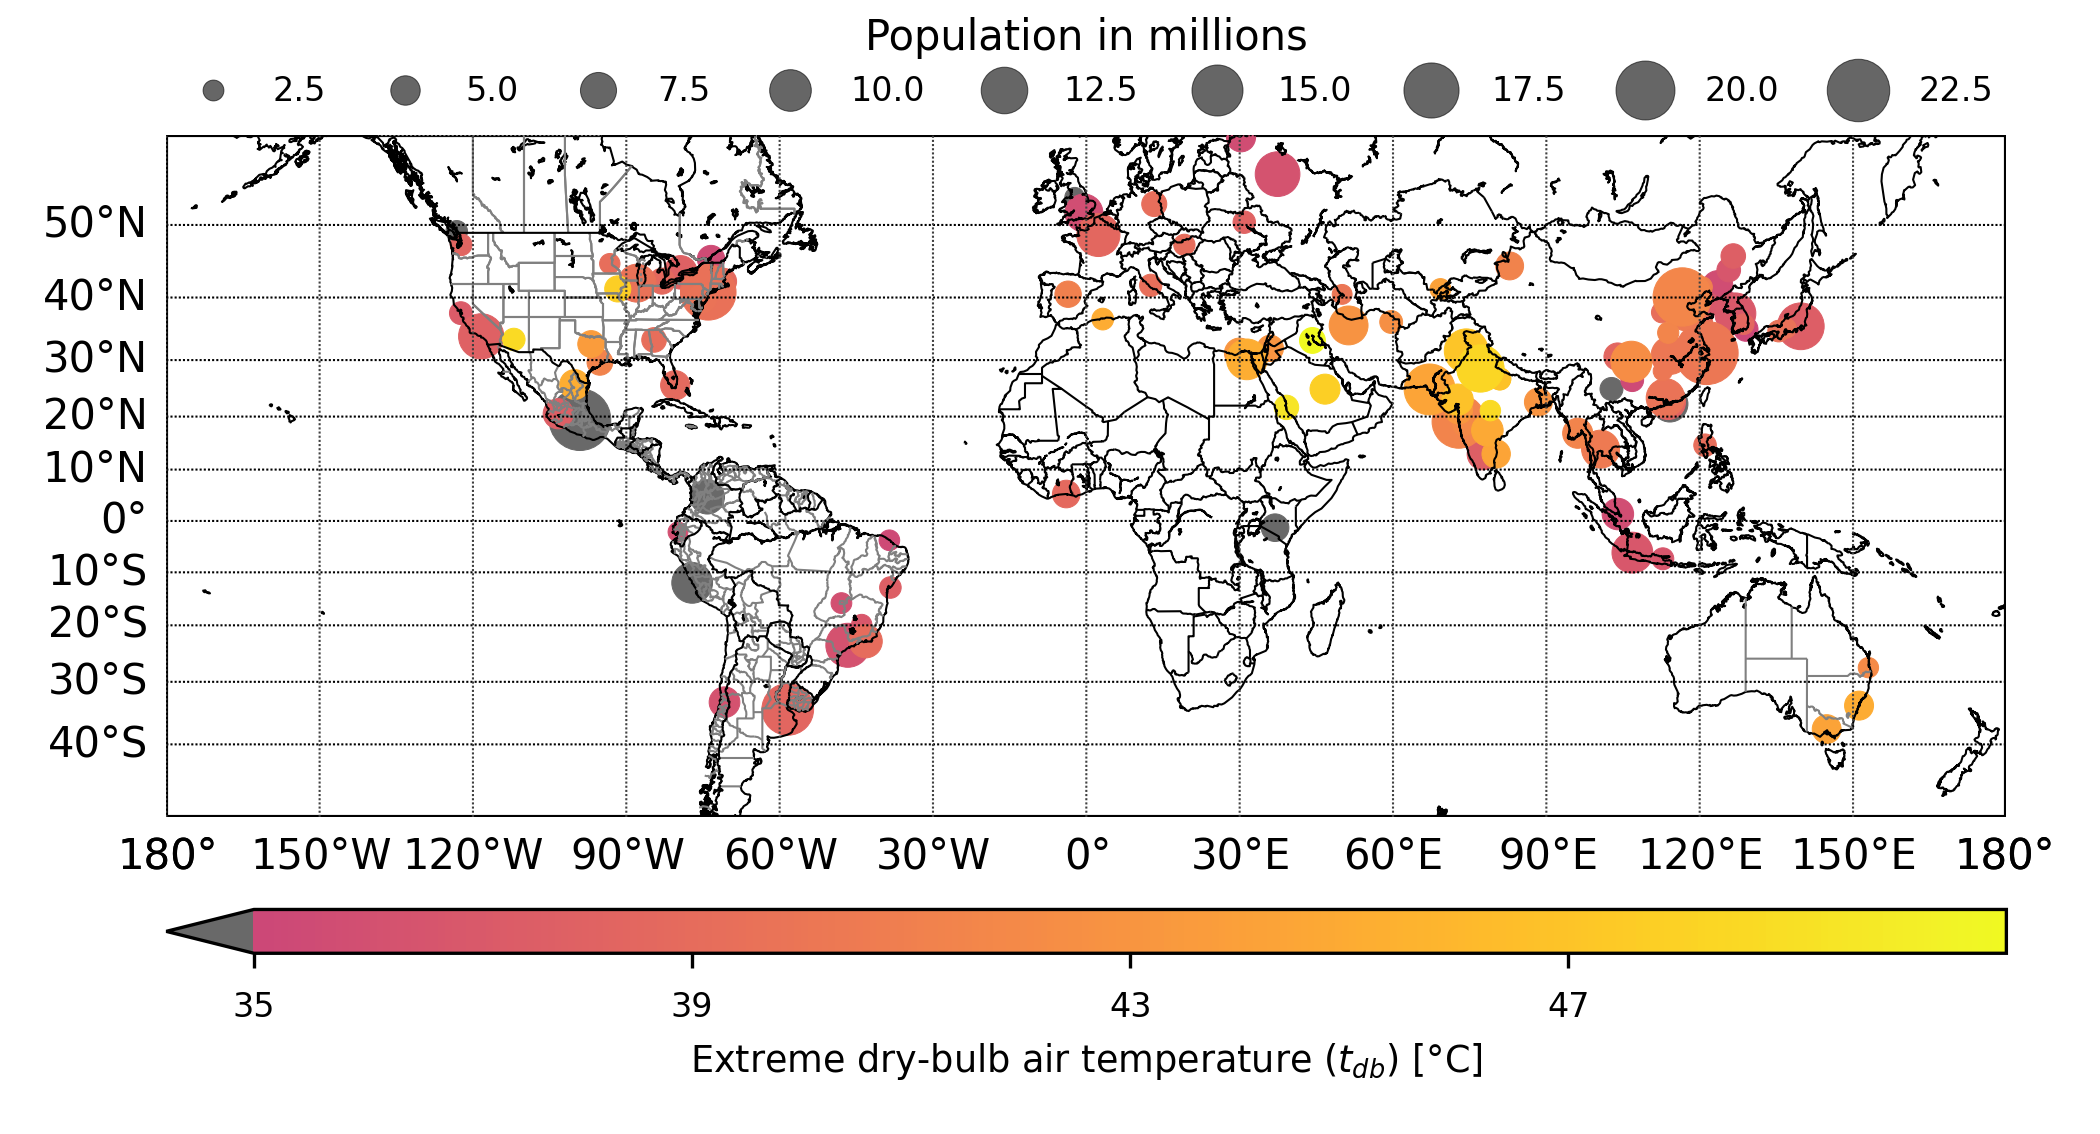 Population in millions
2.5 5.0 7.5 10.0 12.5 15.0 17.5 20.0 22.5
50°N
40°N
30°N
20°N
10°N
0°
10°S
20°S
30°S
40°S
180° 150°W 120°W 90°W 60°W 30°W 0° 30°E 60°E 90°E 120°E 150°E 180°
35 39 43 47
Extreme dry-bulb air temperature (t_db) [°C]